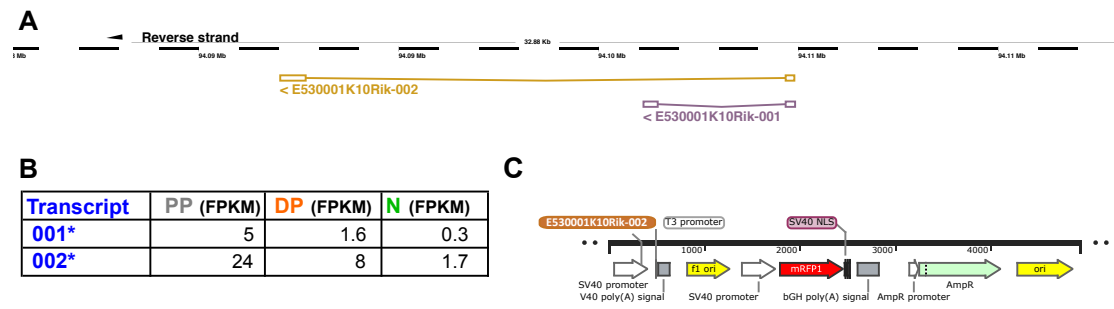 A
Reverse strand
32.88 Kb
Mb
94.09 Mb
94.09 Mb
94.10 Mb
94.11 Mb
94.11 Mb
< E530001K10Rik-002
< E530001K10Rik-001
B
Transcript PP (FPKM) DP (FPKM) N (FPKM)
001* 5 1.6 0.3
002* 24 8 1.7
C
E530001K10Rik-002 T3 promoter SV40 NLS
1000 2000 3000 4000
f1 ori mRFP1 AmpR ori
SV40 promoter
V40 poly(A) signal SV40 promoter bGH poly(A) signal AmpR promoter